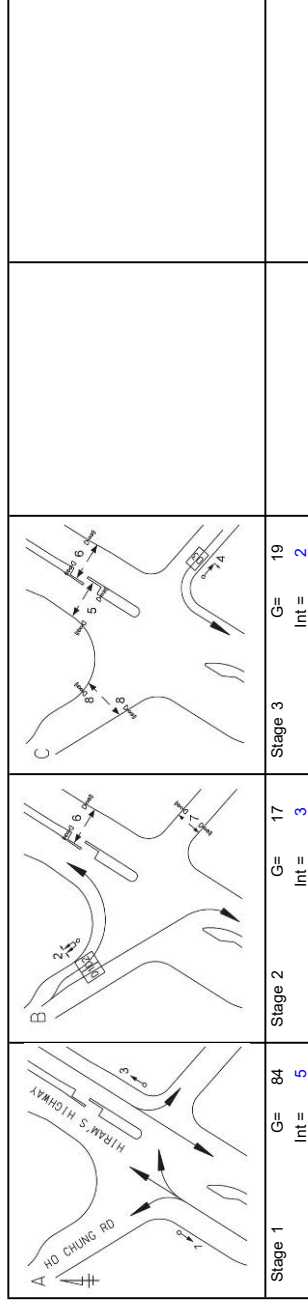 A
HO CHUNG RD
HIRAM'S HIGHWAY
1
3
Stage 1
G= 84
Int = 5
B
2
6
7
Stage 2
G= 17
Int = 3
C
8
8
5
6
4
Stage 3
G= 19
Int = 2